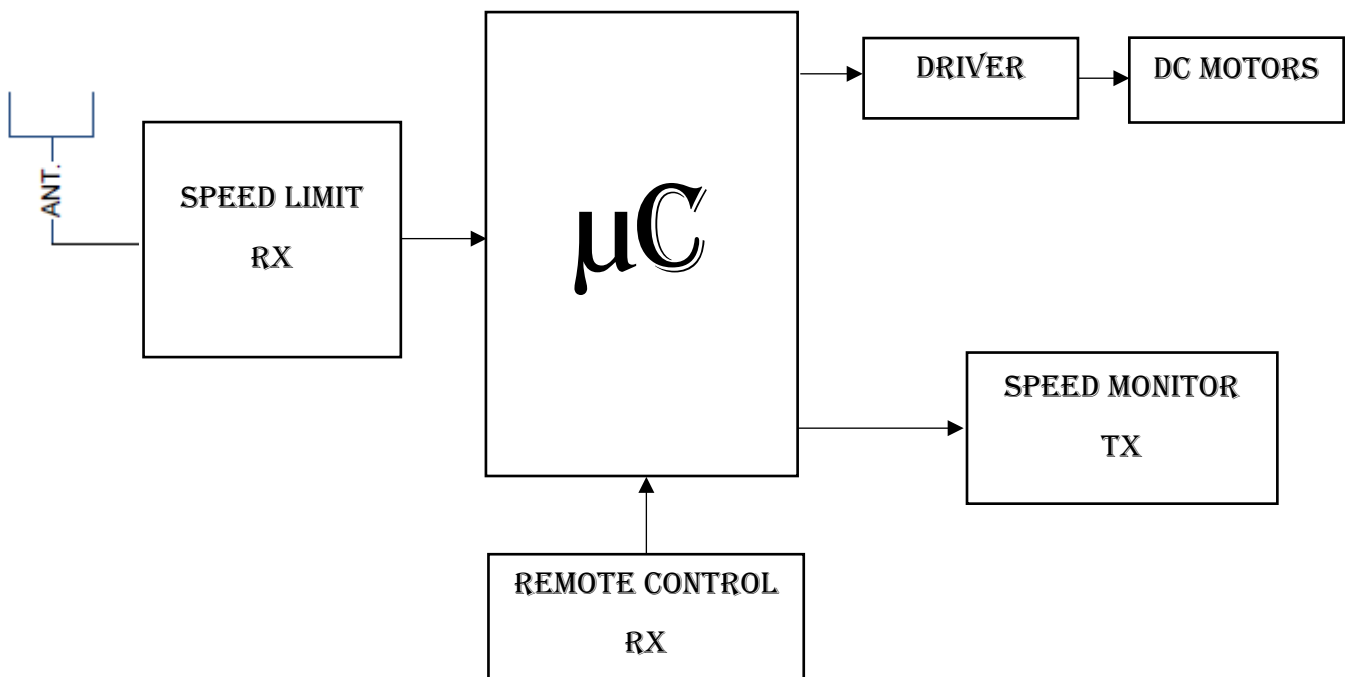 ANT.
SPEED LIMIT
RX
µC
DRIVER
DC MOTORS
SPEED MONITOR
TX
REMOTE CONTROL
RX